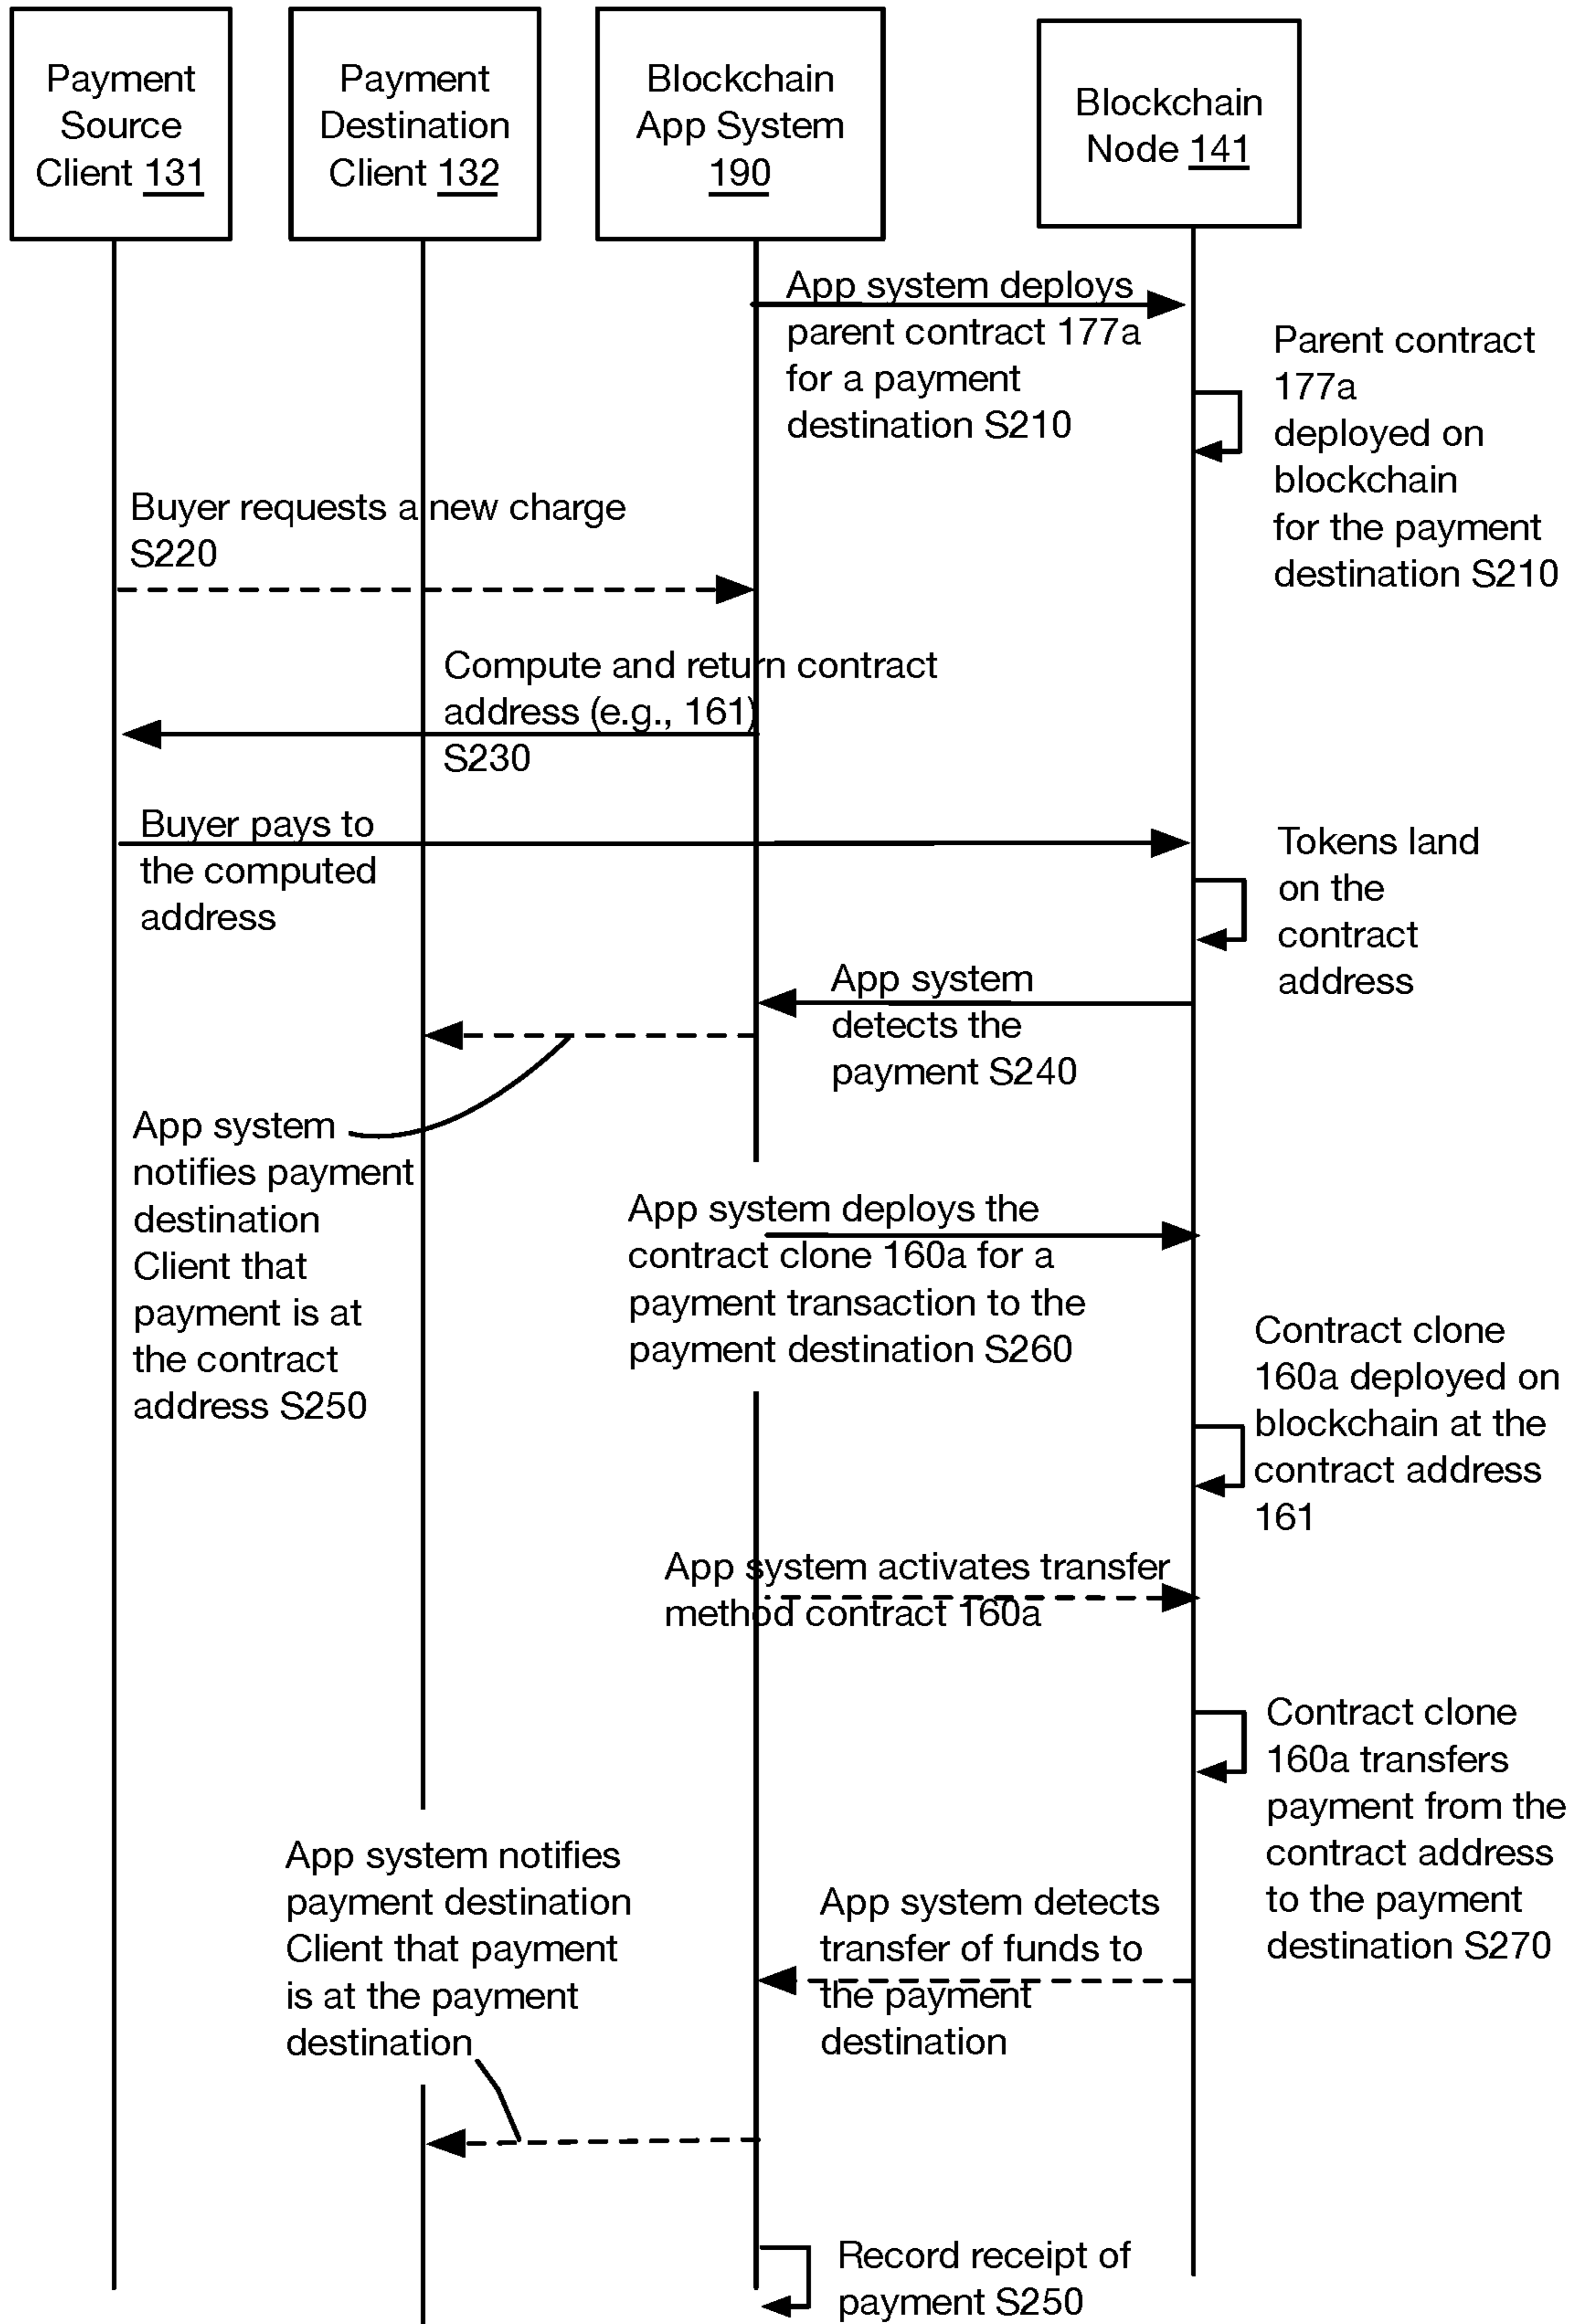 Payment
Source
Client 131
Payment
Destination
Client 132
Blockchain
App System
190
Blockchain
Node 141
App system deploys
parent contract 177a
for a payment
destination S210
Parent contract
177a
deployed on
blockchain
for the payment
destination S210
Buyer requests a new charge
S220
Compute and return contract
address (e.g., 161)
S230
Buyer pays to
the computed
address
Tokens land
on the
contract
address
App system
detects the
payment S240
App system
notifies payment
destination
Client that
payment is at
the contract
address S250
App system deploys the
contract clone 160a for a
payment transaction to the
payment destination S260
Contract clone
160a deployed on
blockchain at the
contract address
161
App system activates transfer
method contract 160a
Contract clone
160a transfers
payment from the
contract address
to the payment
destination S270
App system notifies
payment destination
Client that payment
is at the payment
destination
App system detects
transfer of funds to
the payment
destination
Record receipt of
payment S250